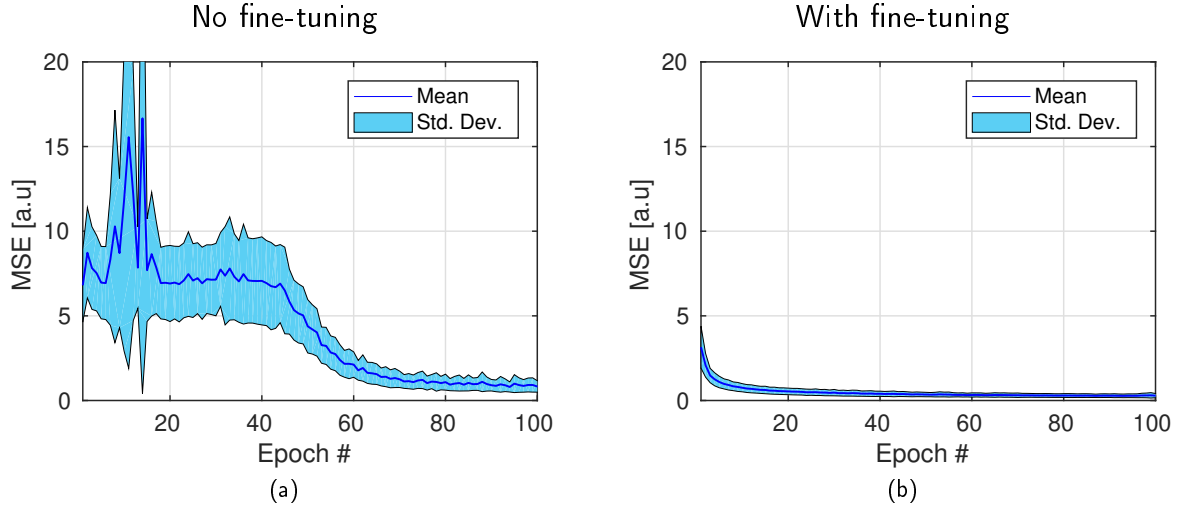 No fine-tuning
20
15
10
5
0
MSE [a.u]
Mean
Std. Dev.
20 40 60 80 100
Epoch #
(a)
With fine-tuning
20
15
10
5
0
MSE [a.u]
Mean
Std. Dev.
20 40 60 80 100
Epoch #
(b)